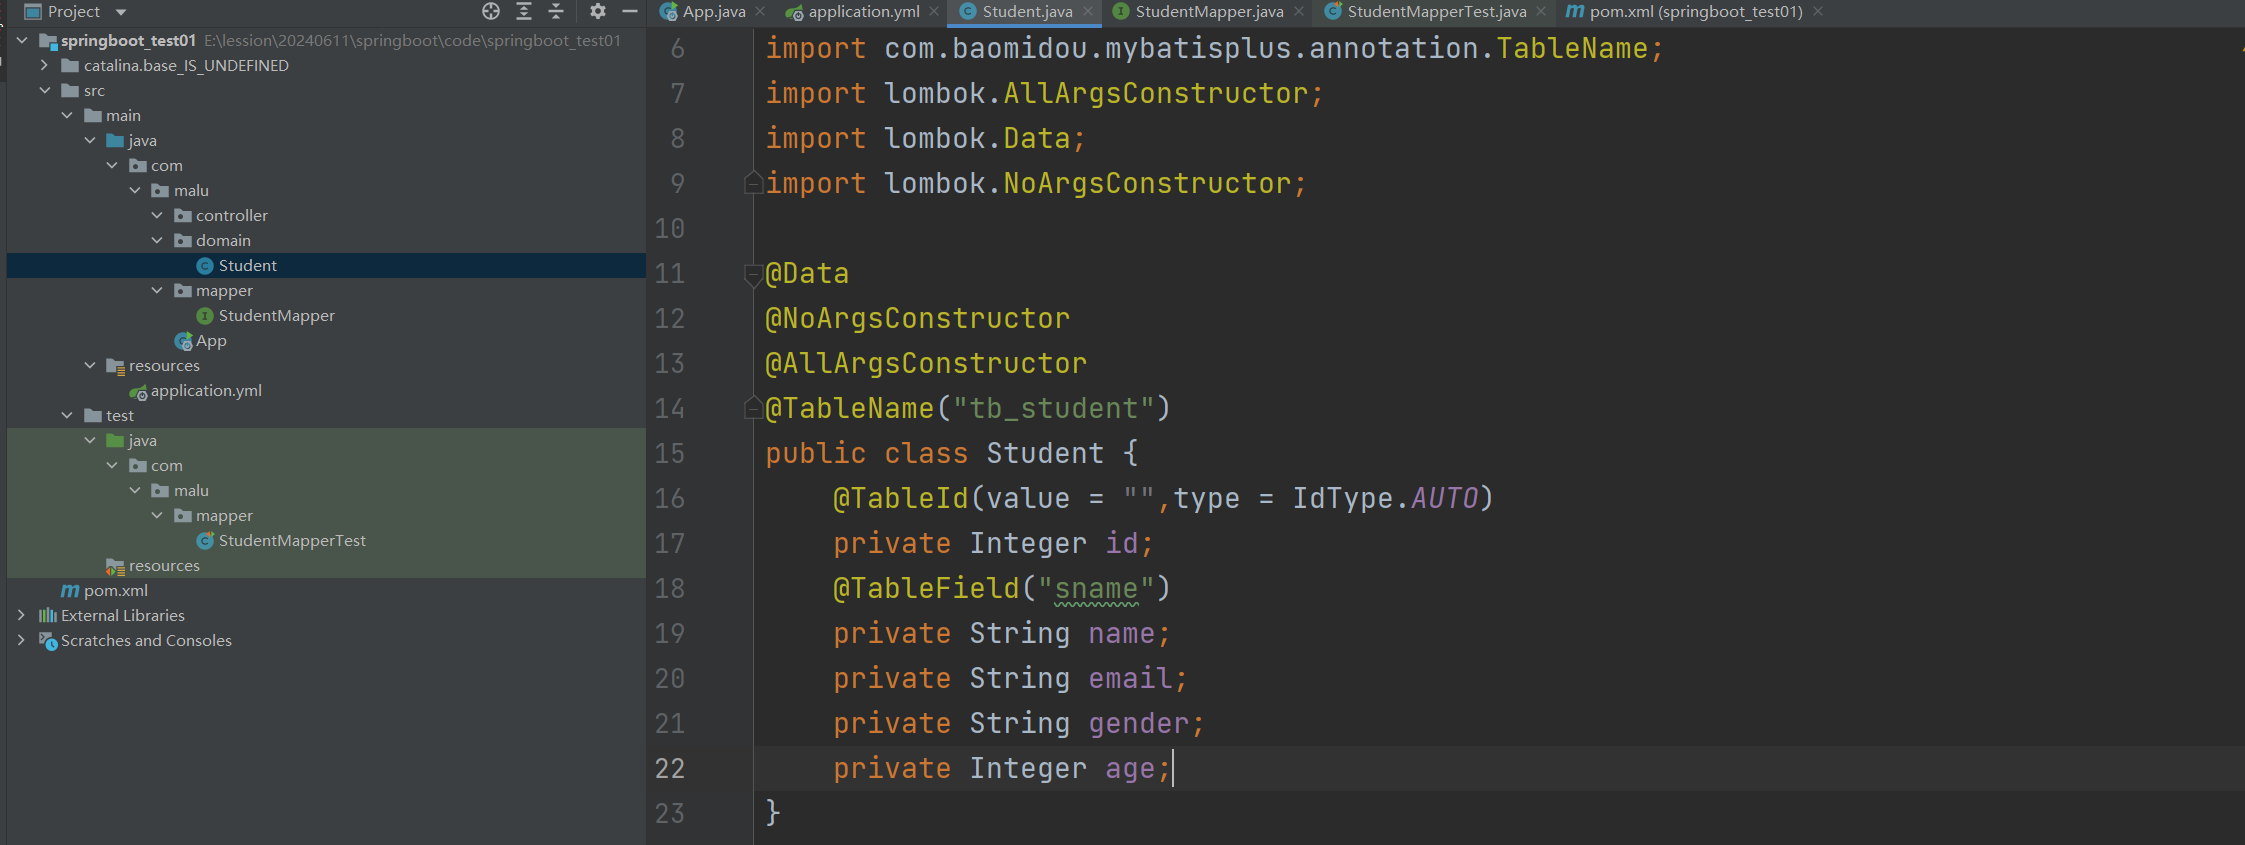 Project
springboot_test01 E:\lession\20240611\springboot\code\springboot_test01
catalina.base_IS_UNDEFINED
src
main
java
com
malu
controller
domain
Student
mapper
StudentMapper
App
resources
application.yml
test
java
com
malu
mapper
StudentMapperTest
resources
pom.xml
External Libraries
Scratches and Consoles
App.java application.yml Student.java StudentMapper.java StudentMapperTest.java pom.xml (springboot_test01)
6 import com.baomidou.mybatisplus.annotation.TableName;
7 import lombok.AllArgsConstructor;
8 import lombok.Data;
9 import lombok.NoArgsConstructor;
10
11 @Data
12 @NoArgsConstructor
13 @AllArgsConstructor
14 @TableName("tb_student")
15 public class Student {
16 @TableId(value = "",type = IdType.AUTO)
17 private Integer id;
18 @TableField("sname")
19 private String name;
20 private String email;
21 private String gender;
22 private Integer age;
23 }